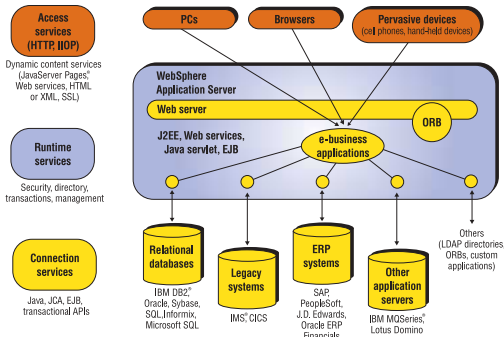 Access
services
(HTTP, IIOP)
Dynamic content services
(JavaServer Pages,®
Web services, HTML
or XML, SSL)
Runtime
services
Security, directory,
transactions, management
Connection
services
Java, JCA, EJB,
transactional APIs
PCs
Browsers
Pervasive devices
(cell phones, hand-held devices)
WebSphere
Application Server
Web server
ORB
J2EE, Web services,
Java servlet, EJB
e-business
applications
Relational
databases
IBM DB2,®
Oracle, Sybase,
SQL,Informix,
Microsoft SQL
Legacy
systems
IMS,® CICS
ERP
systems
SAP,
PeopleSoft,
J.D. Edwards,
Oracle ERP
Financials
Other
application
servers
IBM MQSeries,®
Lotus Domino
Others
(LDAP directories,
ORBs, custom
applications)